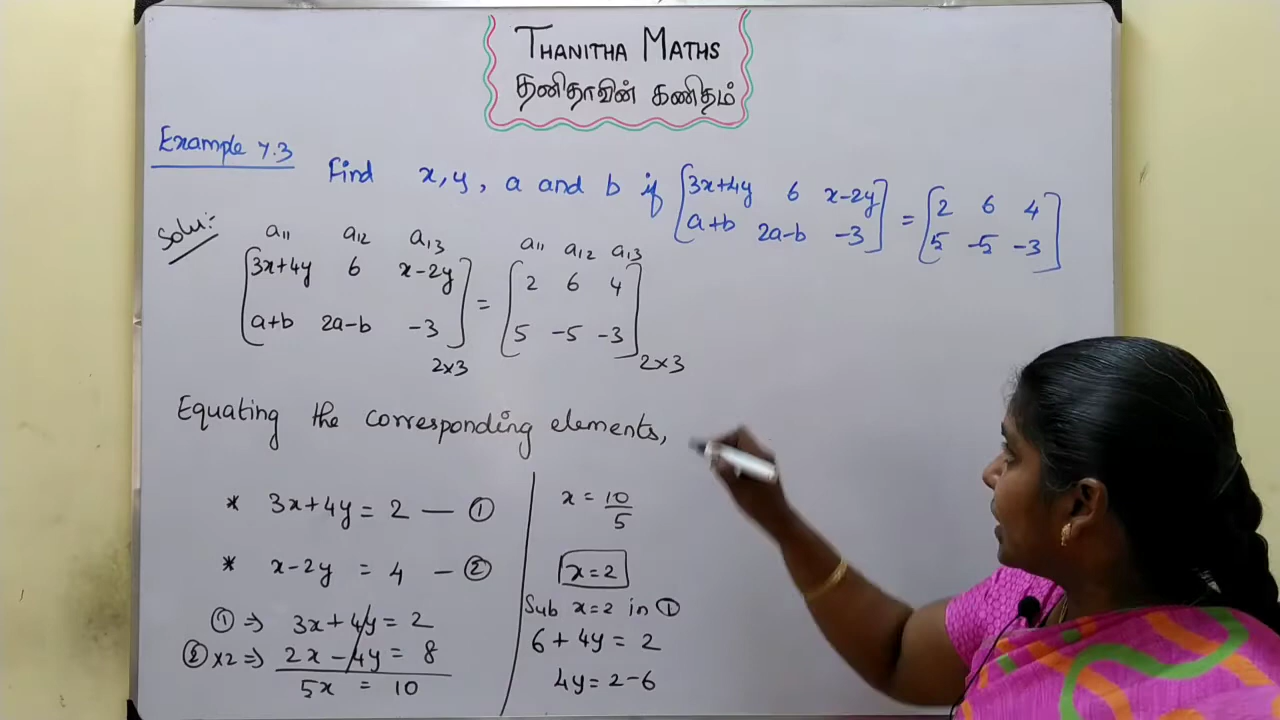 THANITHA MATHS
தனிதாவின் கணிதம்
Example 7.3
Find x, y, a and b if [3x+4y 6 x-2y] = [2 6 4]
[a+b 2a-b -3] [5 -5 -3]
Solu:
a11 a12 a13 a11 a12 a13
[3x+4y 6 x-2y] = [2 6 4]
[a+b 2a-b -3] [5 -5 -3]
2×3 2×3
Equating the corresponding elements,
* 3x+4y = 2 — ①
* x-2y = 4 — ②
① ⇒ 3x+4y = 2
② ×2 ⇒ 2x - 4y = 8
5x = 10
x = 10/5
x = 2
Sub x=2 in ①
6 + 4y = 2
4y = 2-6